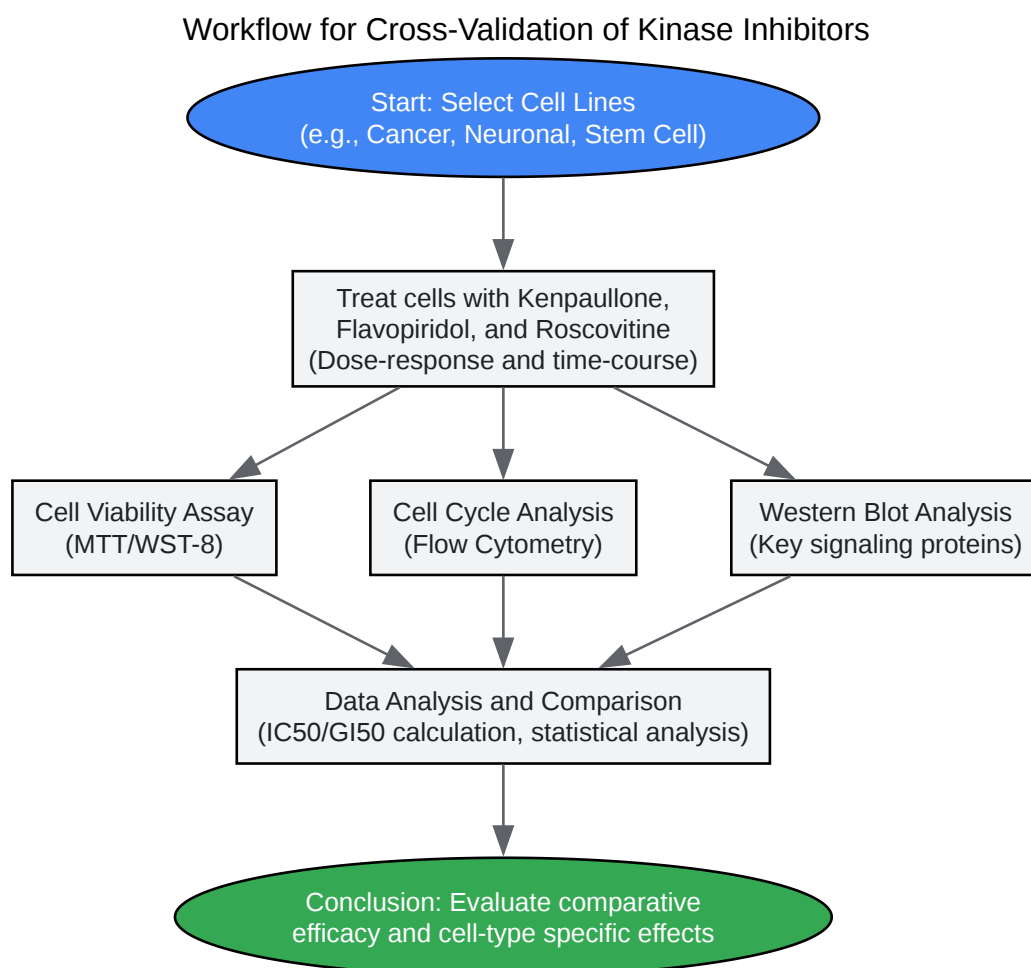 Workflow for Cross-Validation of Kinase Inhibitors
Start: Select Cell Lines
(e.g., Cancer, Neuronal, Stem Cell)
Treat cells with Kenpaullone,
Flavopiridol, and Roscovitine
(Dose-response and time-course)
Cell Viability Assay
(MTT/WST-8)
Cell Cycle Analysis
(Flow Cytometry)
Western Blot Analysis
(Key signaling proteins)
Data Analysis and Comparison
(IC50/GI50 calculation, statistical analysis)
Conclusion: Evaluate comparative
efficacy and cell-type specific effects